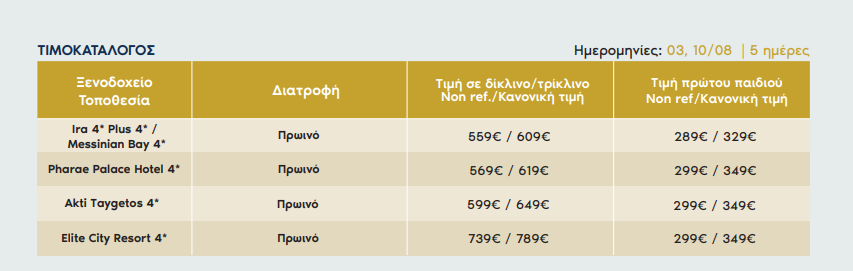 ΤΙΜΟΚΑΤΑΛΟΓΟΣ
Ημερομηνίες: 03, 10/08 | 5 ημέρες
Ξενοδοχείο
Τοποθεσία
Διατροφή
Τιμή σε δίκλινο/τρίκλινο
Non ref./Κανονική τιμή
Τιμή πρώτου παιδιού
Non ref/Κανονική τιμή
Ira 4* Plus 4* /
Messinian Bay 4*
Πρωινό
559€ / 609€
289€ / 329€
Pharae Palace Hotel 4*
Πρωινό
569€ / 619€
299€ / 349€
Akti Taygetos 4*
Πρωινό
599€ / 649€
299€ / 349€
Elite City Resort 4*
Πρωινό
739€ / 789€
299€ / 349€